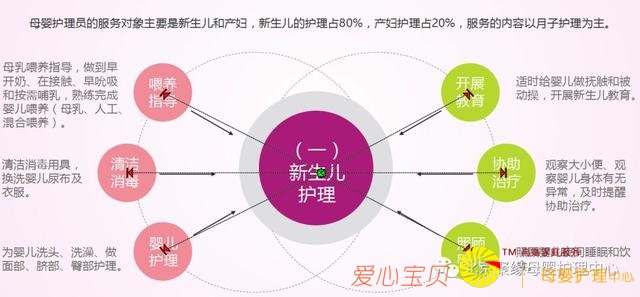 母婴护理员的服务对象主要是新生儿和产妇，新生儿的护理占80%，产妇护理占20%，服务的内容以月子护理为主。
母乳喂养指导，做到早
开奶、在接触、早吮吸
和按需哺乳，熟练完成
婴儿喂养（母乳、人工、
混合喂养）。
喂养
指导
清洁消毒用具，
换洗婴儿尿布及
衣服。
清洁
消毒
为婴儿洗头、洗澡、做
面部、脐部、臀部护理。
婴儿
护理
（一）
新生儿
护理
开展
教育
适时给婴儿做抚触和被
动操，开展新生儿教育。
协助
治疗
观察大小便、观
察婴儿身体有无
异常，及时提醒
协助治疗。
照顾
睡眠和饮
爱心宝贝
母婴护理中心